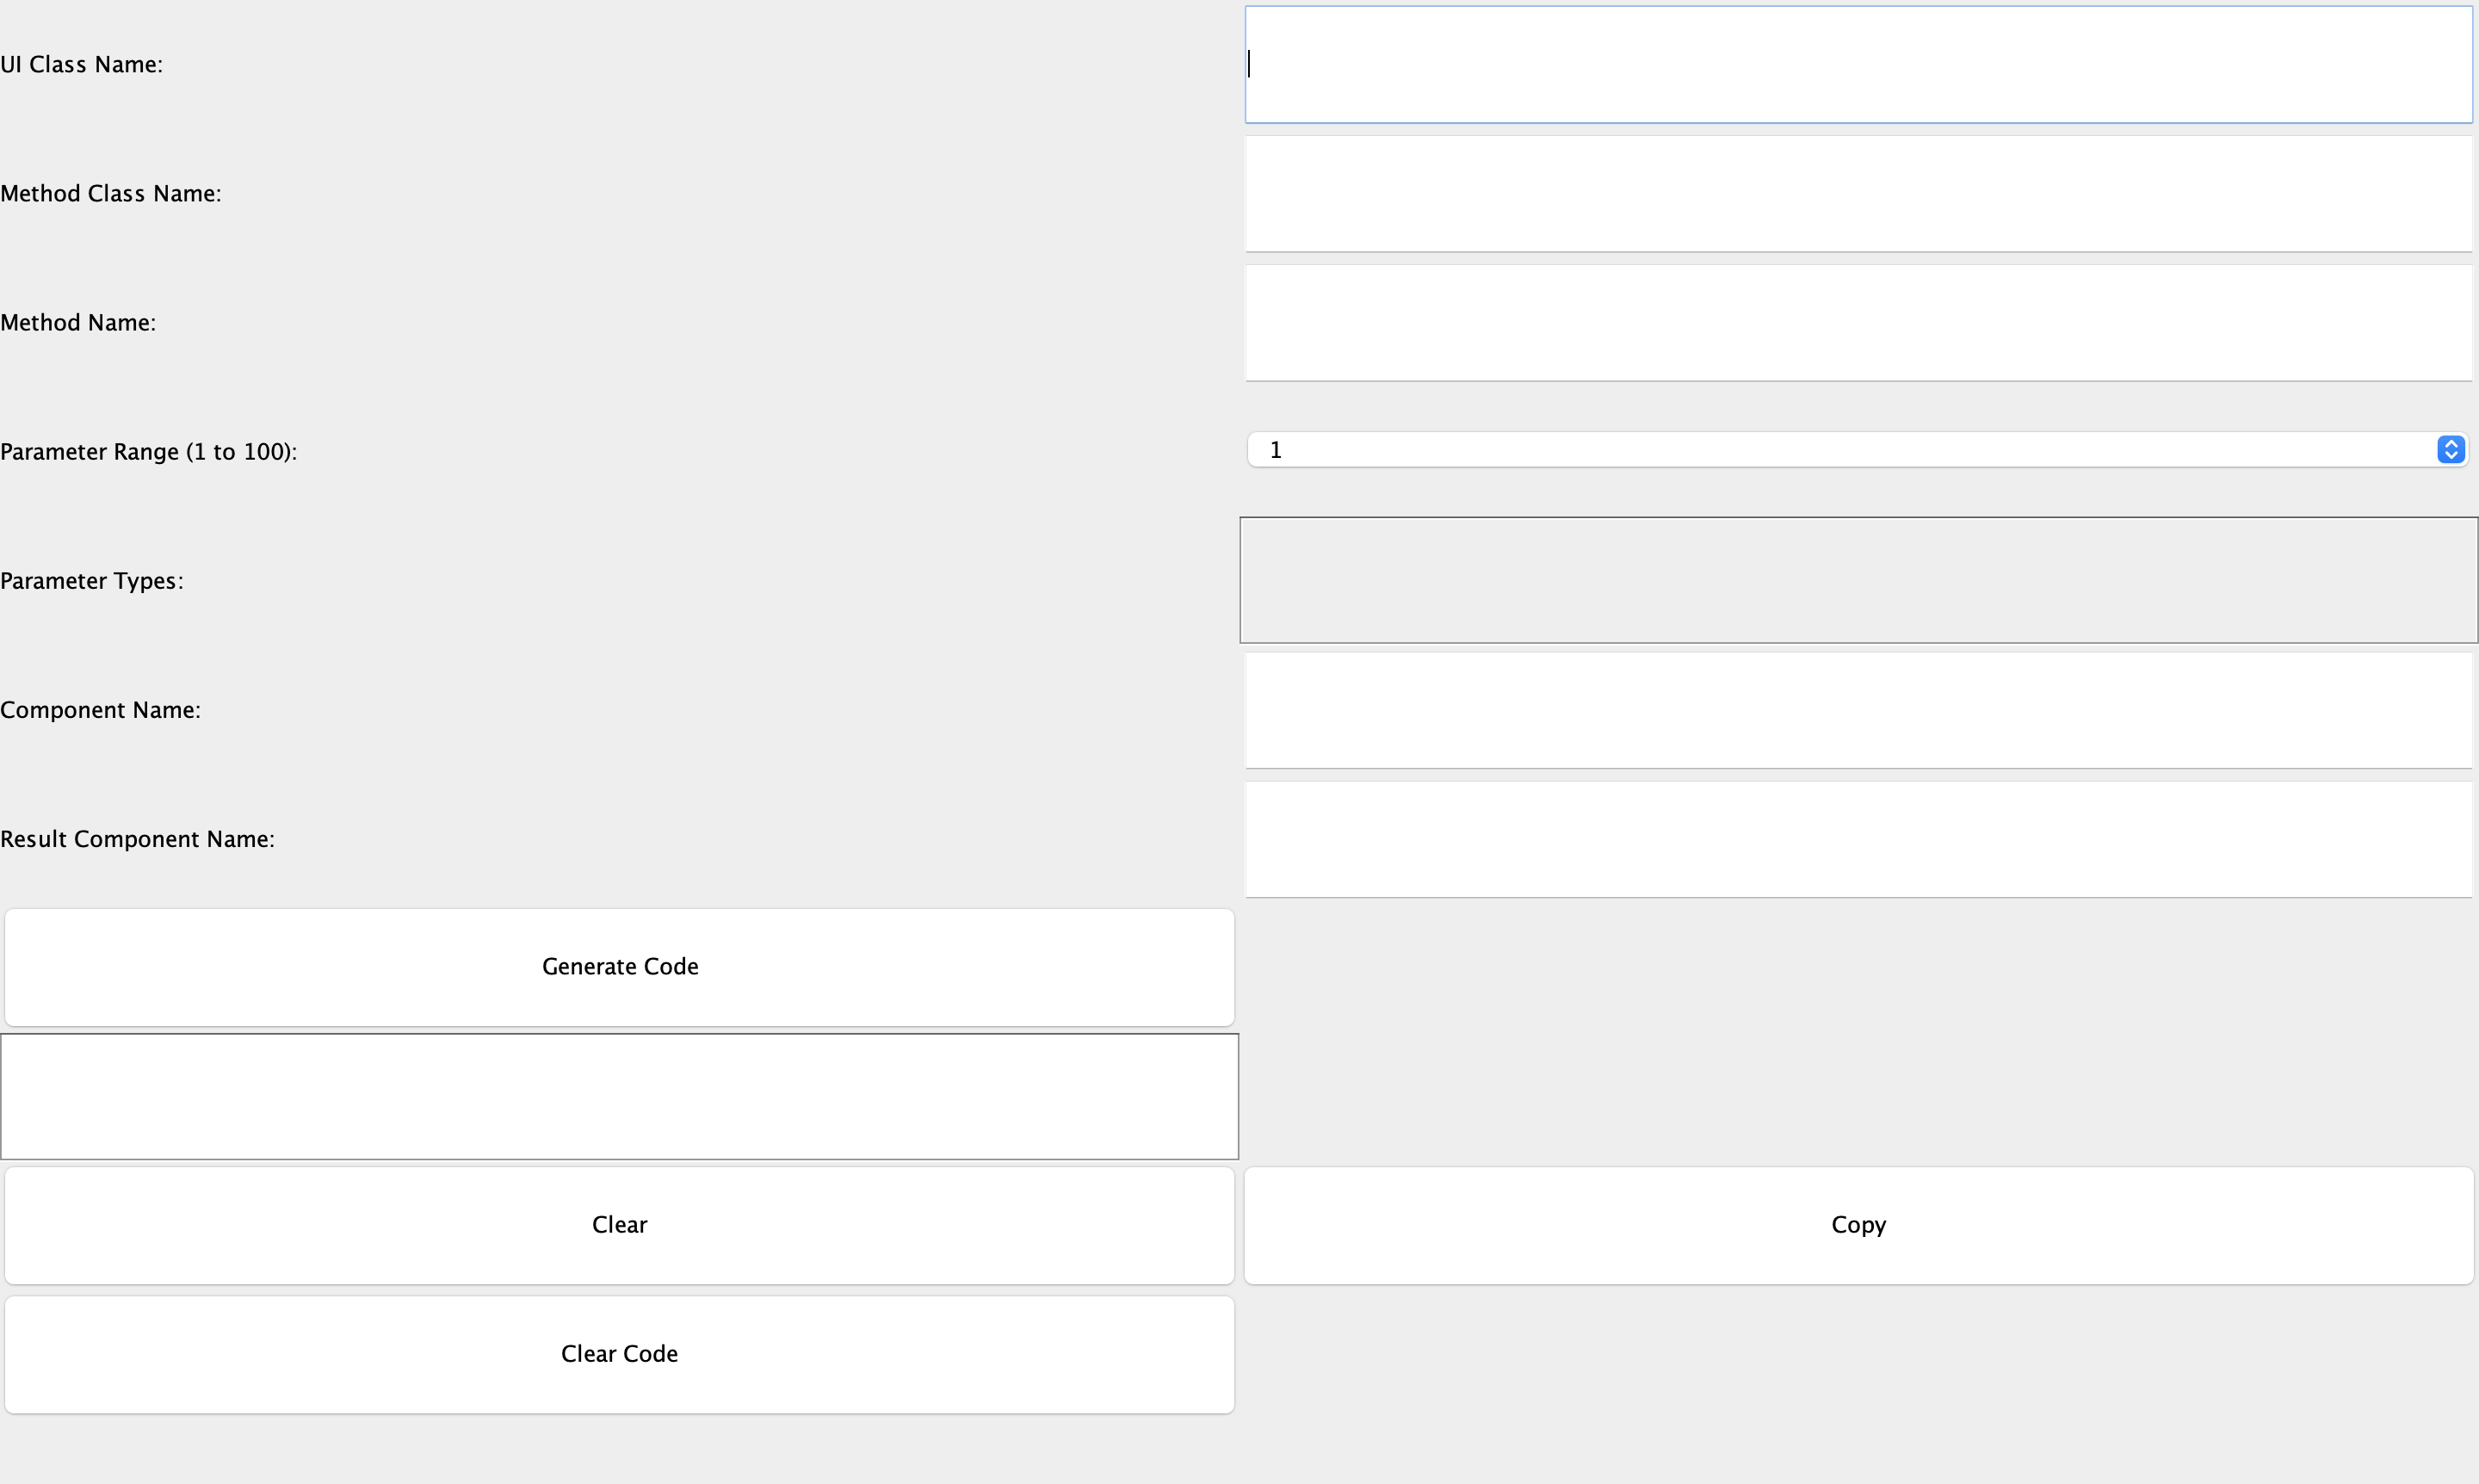 UI Class Name:
Method Class Name:
Method Name:
Parameter Range (1 to 100):
1
Parameter Types:
Component Name:
Result Component Name:
Generate Code
Clear
Copy
Clear Code